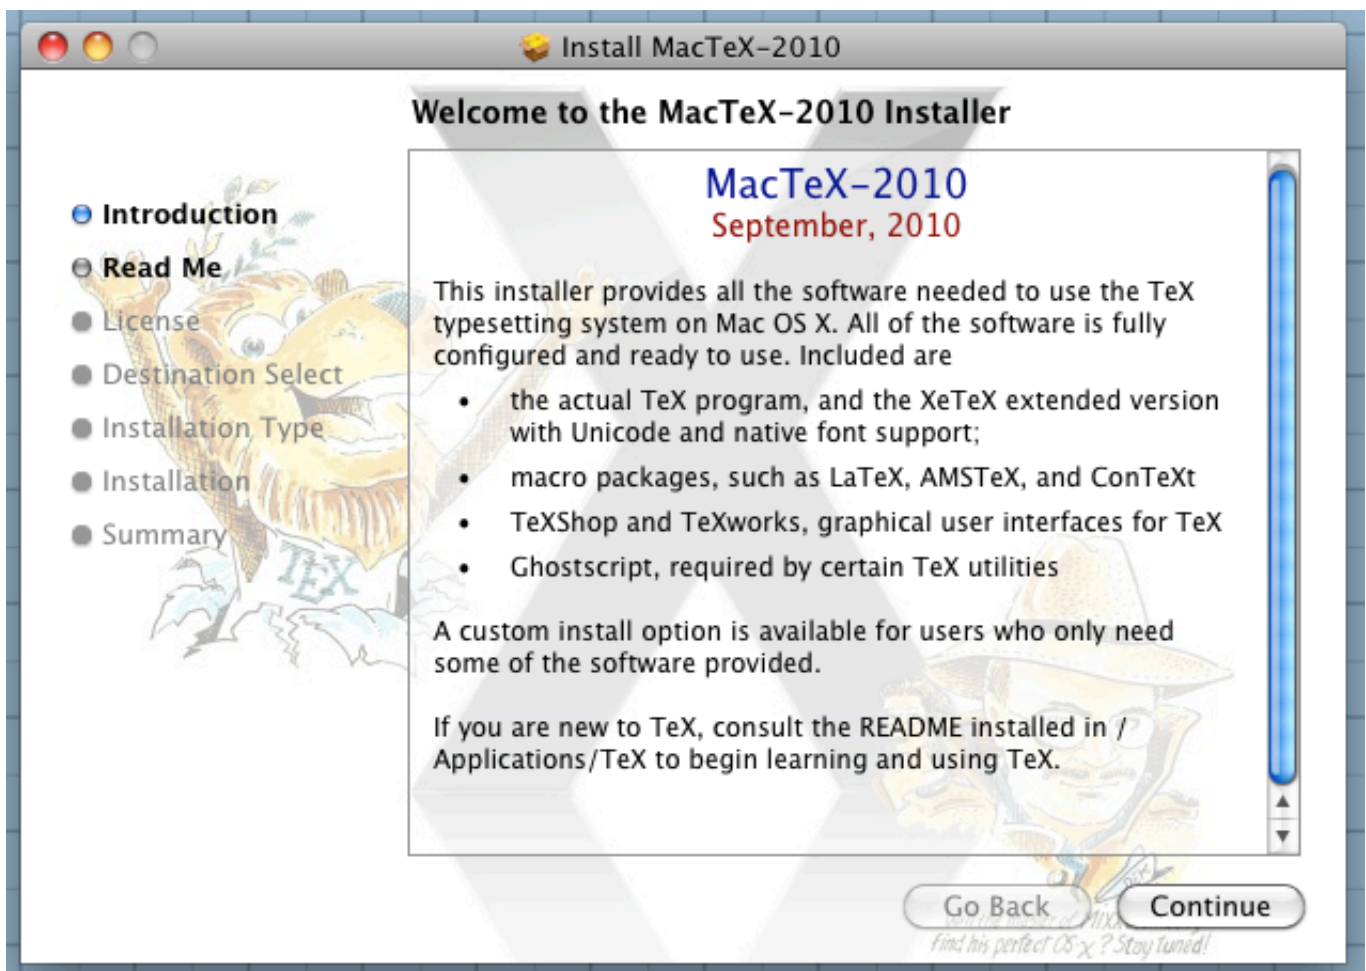 Install MacTeX-2010
Welcome to the MacTeX-2010 Installer
Introduction
Read Me
License
Destination Select
Installation Type
Installation
Summary
MacTeX-2010
September, 2010
This installer provides all the software needed to use the TeX
typesetting system on Mac OS X. All of the software is fully
configured and ready to use. Included are
• the actual TeX program, and the XeTeX extended version
with Unicode and native font support;
• macro packages, such as LaTeX, AMSTeX, and ConTeXt
• TeXShop and TeXworks, graphical user interfaces for TeX
• Ghostscript, required by certain TeX utilities
A custom install option is available for users who only need
some of the software provided.
If you are new to TeX, consult the README installed in /
Applications/TeX to begin learning and using TeX.
TEX
DEK
Go Back
Continue
the master of MIX
find his perfect OS X? Stay tuned!